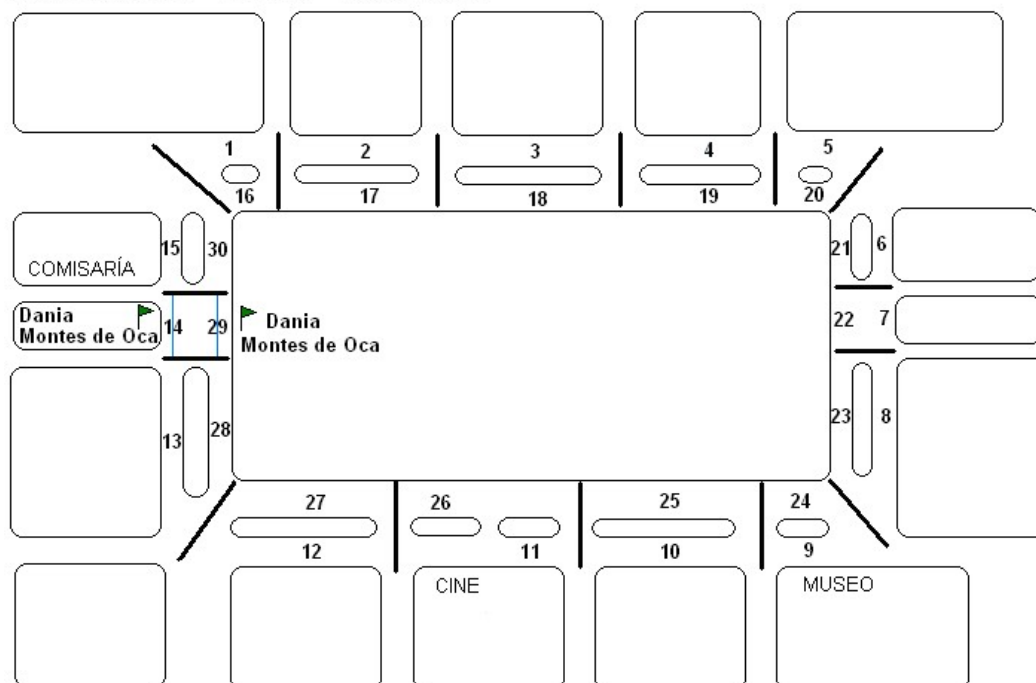 1 2 3 4 5
16 17 18 19 20
15 30 21 6
COMISARÍA
Dania
Montes de Oca
14 29
Dania
Montes de Oca
22 7
13 28 23 8
27 26 25 24
12 11 10 9
CINE MUSEO